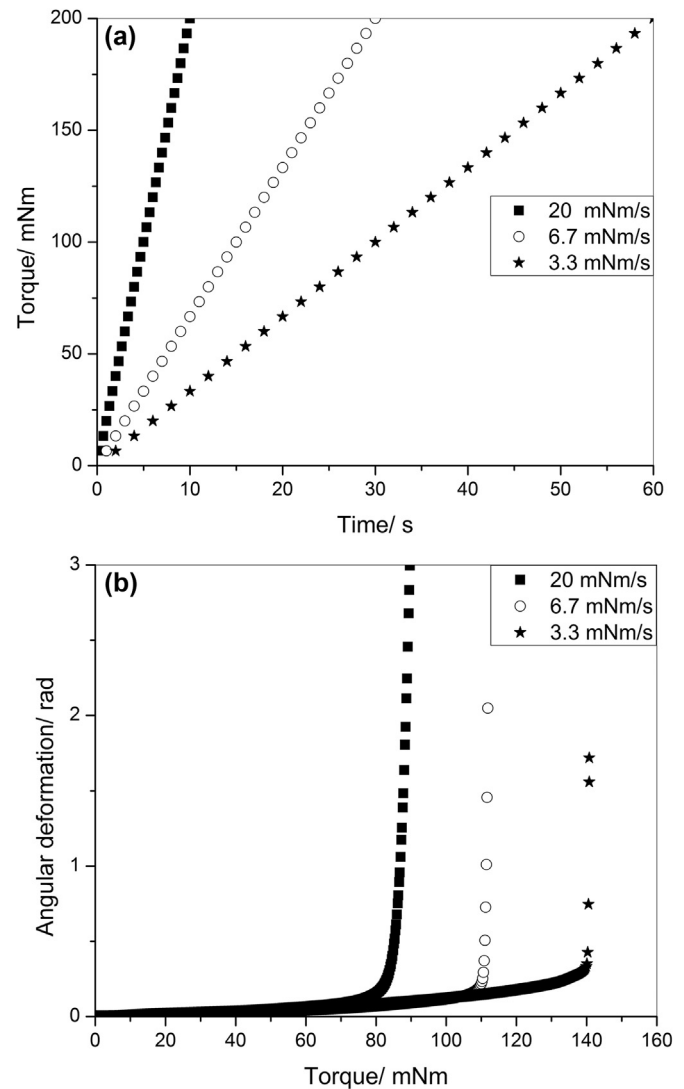 (a)
200
150
100
50
0
Torque/ mNm
20 mNm/s
6.7 mNm/s
3.3 mNm/s
0 10 20 30 40 50 60
Time/ s
(b)
3
2
1
0
Angular deformation/ rad
20 mNm/s
6.7 mNm/s
3.3 mNm/s
0 20 40 60 80 100 120 140 160
Torque/ mNm